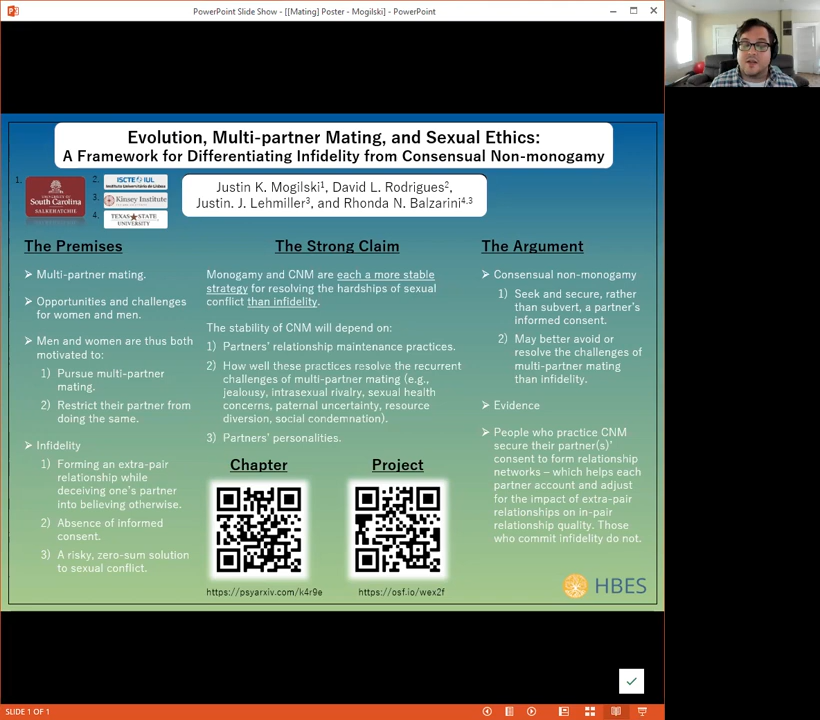 PowerPoint Slide Show - [[Mating] Poster - Mogilski] - PowerPoint
Evolution, Multi-partner Mating, and Sexual Ethics:
A Framework for Differentiating Infidelity from Consensual Non-monogamy
1.
UNIVERSITY OF
South Carolina
SALKEHATCHIE
2.
ISCTE IUL
Instituto Universitário de Lisboa
3.
Kinsey Institute
4.
TEXAS STATE
UNIVERSITY
Justin K. Mogilski1, David L. Rodrigues2,
Justin. J. Lehmiller3, and Rhonda N. Balzarini4,3
The Premises
➢ Multi-partner mating.
➢ Opportunities and challenges
for women and men.
➢ Men and women are thus both
motivated to:
1) Pursue multi-partner
mating.
2) Restrict their partner from
doing the same.
➢ Infidelity
1) Forming an extra-pair
relationship while
deceiving one's partner
into believing otherwise.
2) Absence of informed
consent.
3) A risky, zero-sum solution
to sexual conflict.
The Strong Claim
Monogamy and CNM are each a more stable
strategy for resolving the hardships of sexual
conflict than infidelity.
The stability of CNM will depend on:
1) Partners' relationship maintenance practices.
2) How well these practices resolve the recurrent
challenges of multi-partner mating (e.g.,
jealousy, intrasexual rivalry, sexual health
concerns, paternal uncertainty, resource
diversion, social condemnation).
3) Partners' personalities.
Chapter
https://psyarxiv.com/k4r9e
Project
https://osf.io/wex2f
The Argument
➢ Consensual non-monogamy
1) Seek and secure, rather
than subvert, a partner's
informed consent.
2) May better avoid or
resolve the challenges of
multi-partner mating
than infidelity.
➢ Evidence
➢ People who practice CNM
secure their partner(s)'
consent to form relationship
networks – which helps each
partner account and adjust
for the impact of extra-pair
relationships on in-pair
relationship quality. Those
who commit infidelity do not.
HBES
SLIDE 1 OF 1